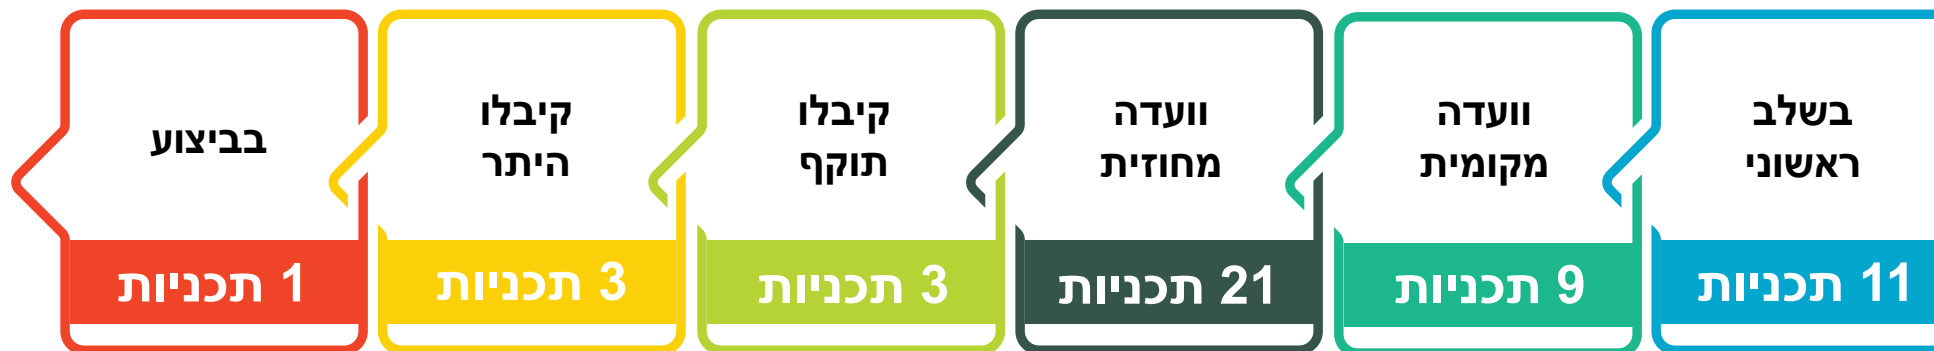 בשלב
ראשוני
11 תכניות
וועדה
מקומית
9 תכניות
וועדה
מחוזית
21 תכניות
קיבלו
תוקף
3 תכניות
קיבלו
היתר
3 תכניות
בביצוע
1 תכניות